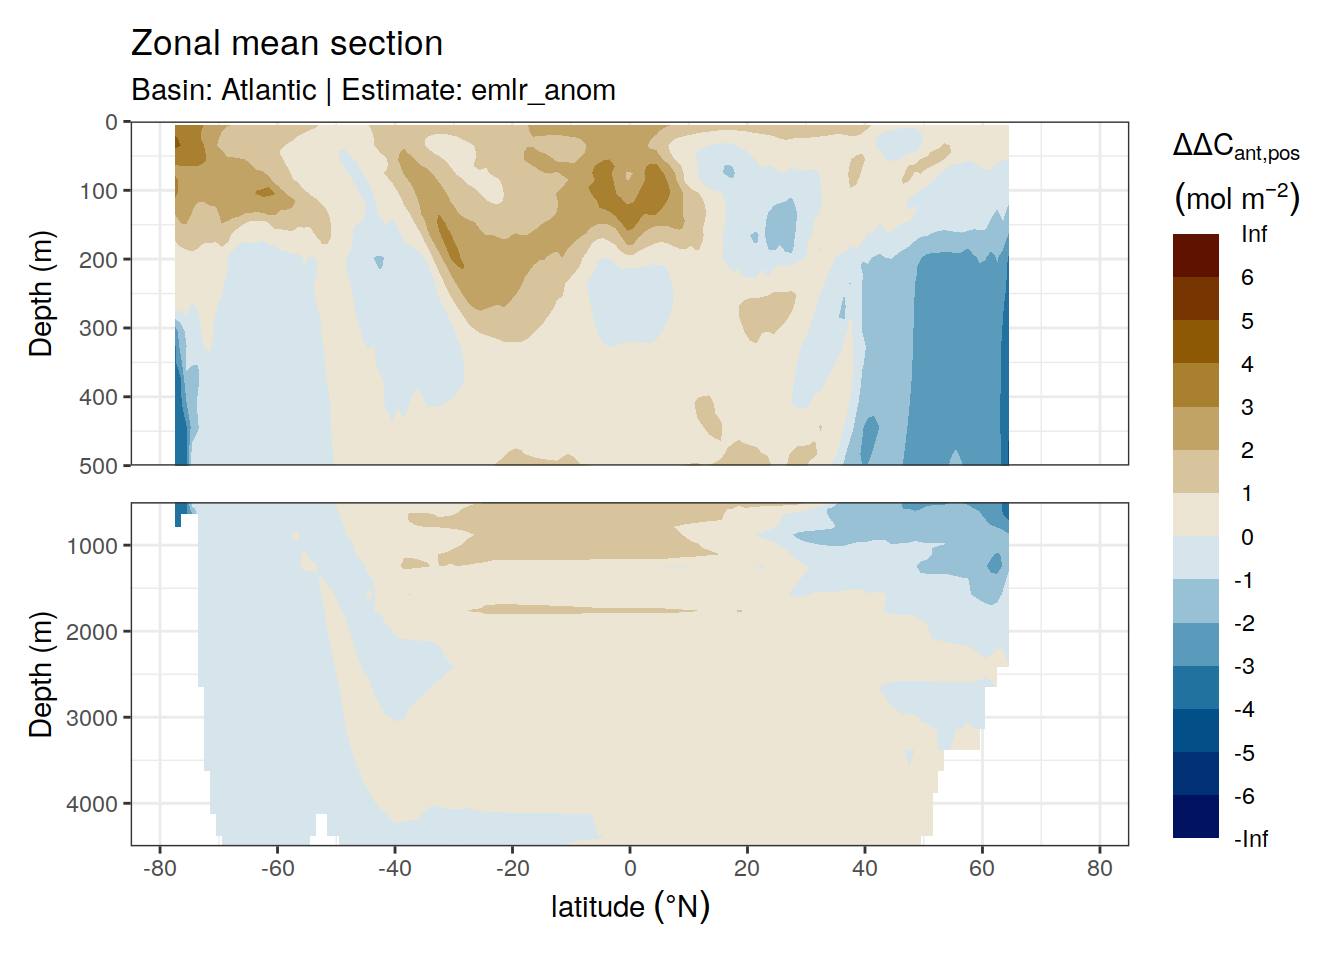 Zonal mean section
Basin: Atlantic | Estimate: emlr_anom
0
100
200
300
400
500
Depth (m)
1000
2000
3000
4000
Depth (m)
-80 -60 -40 -20 0 20 40 60 80
latitude (°N)
ΔΔC_ant,pos
(mol m⁻²)
Inf
6
5
4
3
2
1
0
-1
-2
-3
-4
-5
-6
-Inf